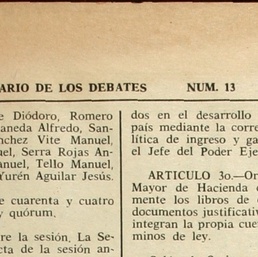 ARIO DE LOS DEBATES NUM. 13
e Diódoro, Romero
aneda Alfredo, San-
nchez Vite Manuel,
uel, Serra Rojas An-
anuel, Tello Manuel,
Yurén Aguilar Jesús.
e cuarenta y cuatro
y quórum.
re la sesión. La Se-
cta de la sesión an-
dos en el desarrollo
país mediante la corre
lítica de ingreso y ga
el Jefe del Poder Eje
ARTICULO 3o.—Or
Mayor de Hacienda
mente los libros de
documentos justificativ
integran la propia cue
minos de ley.